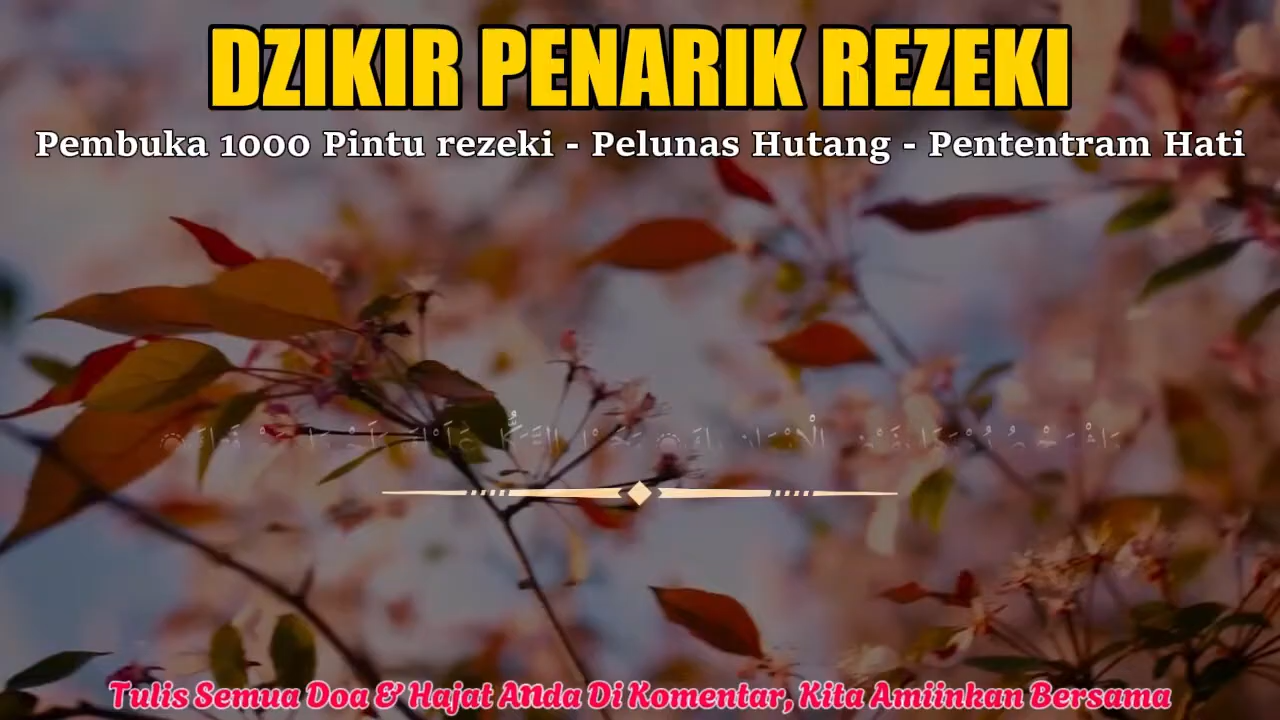 DZIKIR PENARIK REZEKI
Pembuka 1000 Pintu rezeki - Pelunas Hutang - Pententram Hati
Tulis Semua Doa & Hajat Anda Di Komentar, Kita Amiinkan Bersama